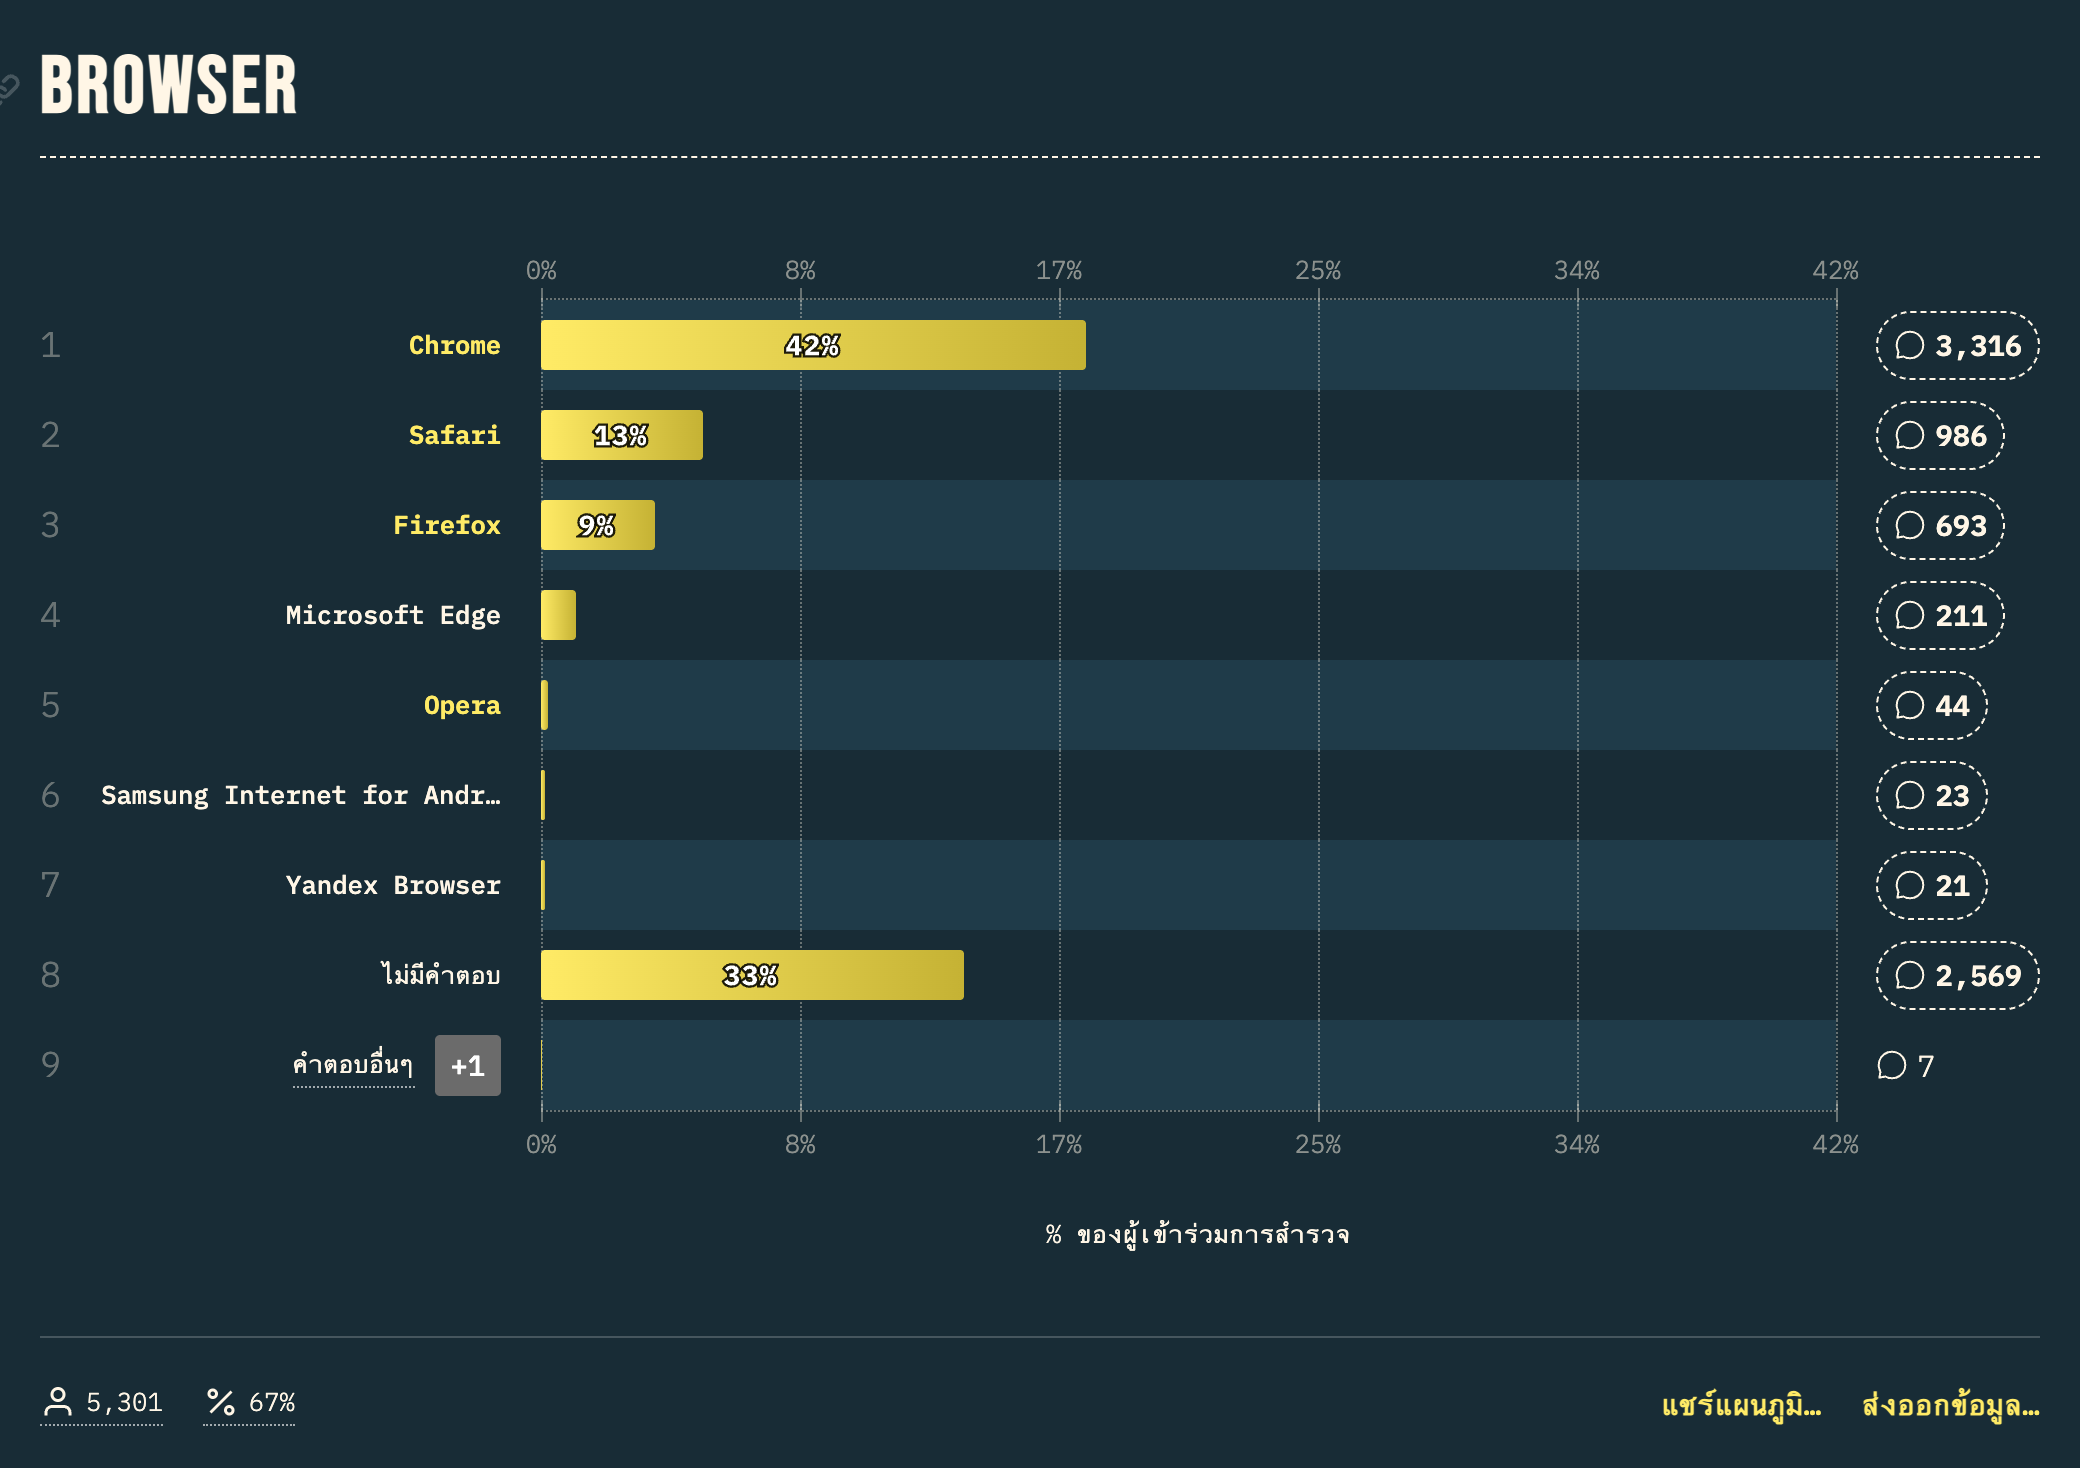 BROWSER
0% 8% 17% 25% 34% 42%
1 Chrome 42% 3,316
2 Safari 13% 986
3 Firefox 9% 693
4 Microsoft Edge 211
5 Opera 44
6 Samsung Internet for Andr… 23
7 Yandex Browser 21
8 ไม่มีคำตอบ 33% 2,569
9 คำตอบอื่นๆ +1 7
0% 8% 17% 25% 34% 42%
% ของผู้เข้าร่วมการสำรวจ
5,301 67% แชร์แผนภูมิ… ส่งออกข้อมูล…